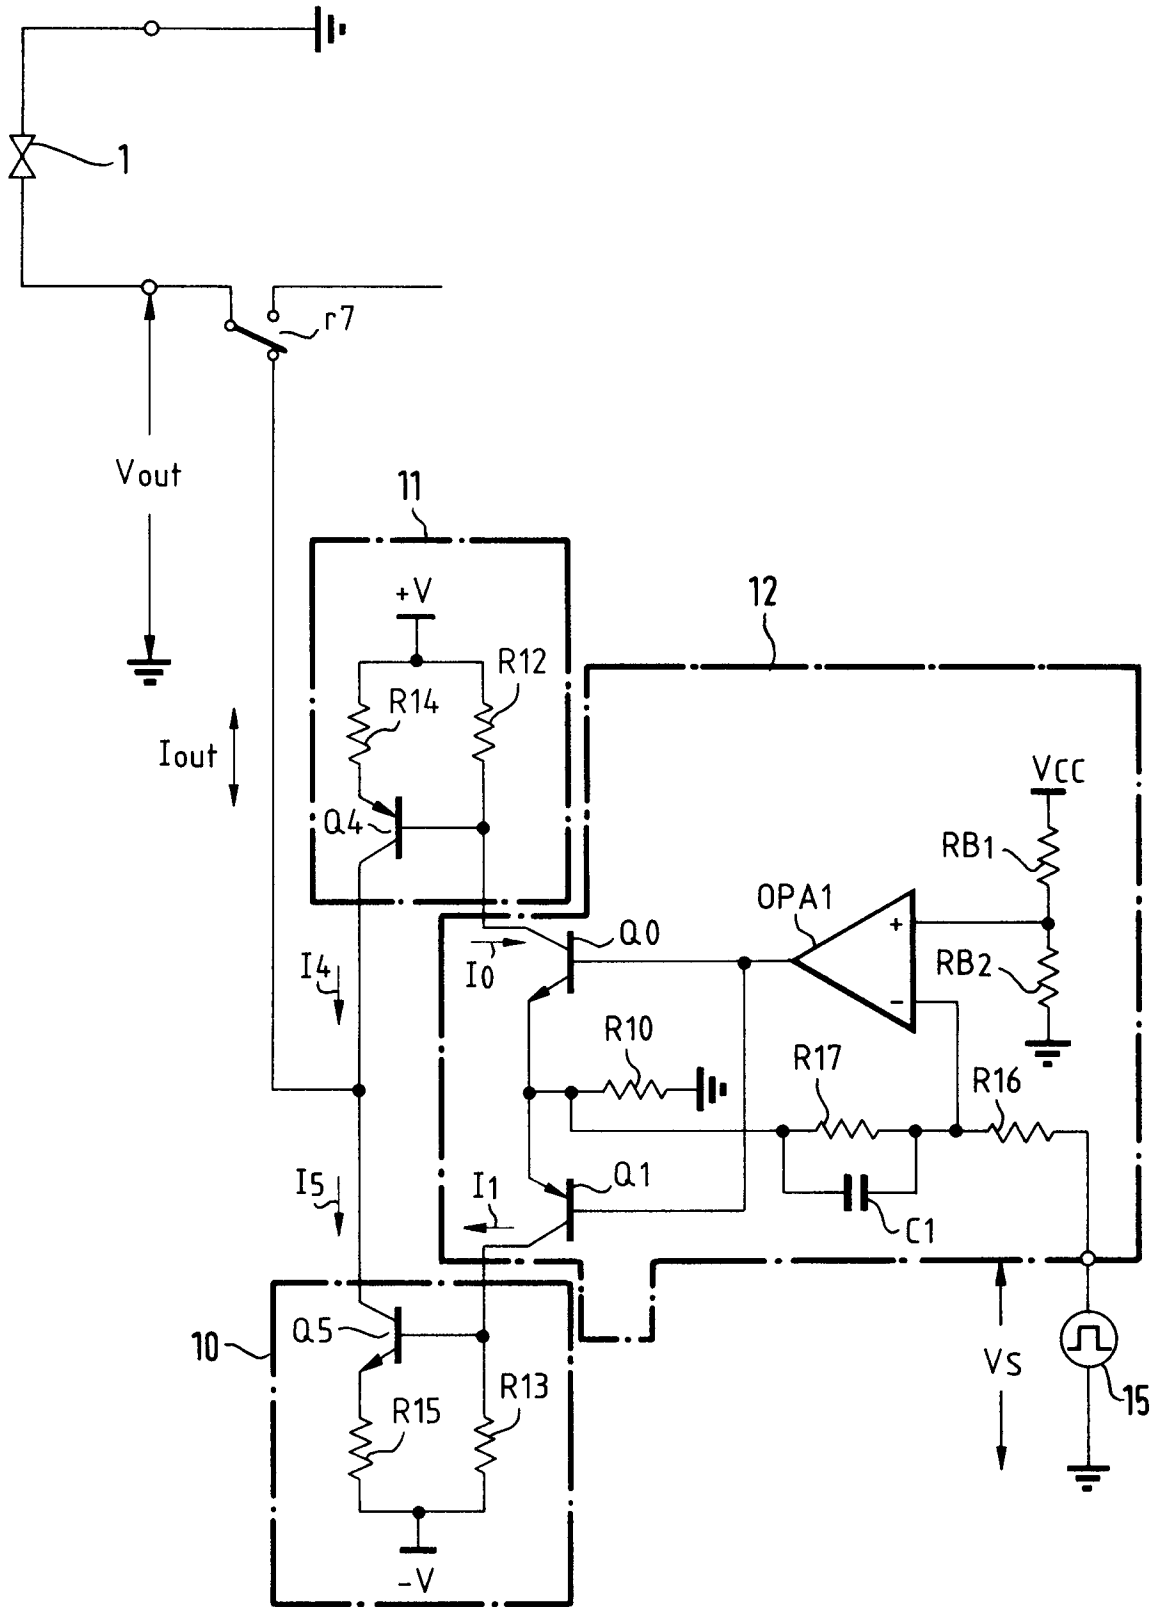 1
r7
Vout
11
+V
12
R12
R14
Iout
VCC
Q4
RB1
OPA1
+
Q0
I4
I0
RB2
-
R10
R17
R16
I5
I1
Q1
C1
Q5
10
VS
R13
15
R15
-V